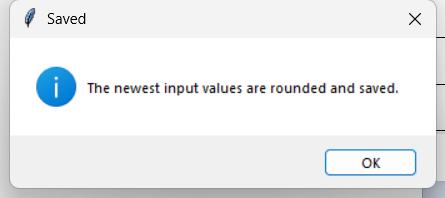 Saved
The newest input values are rounded and saved.
OK